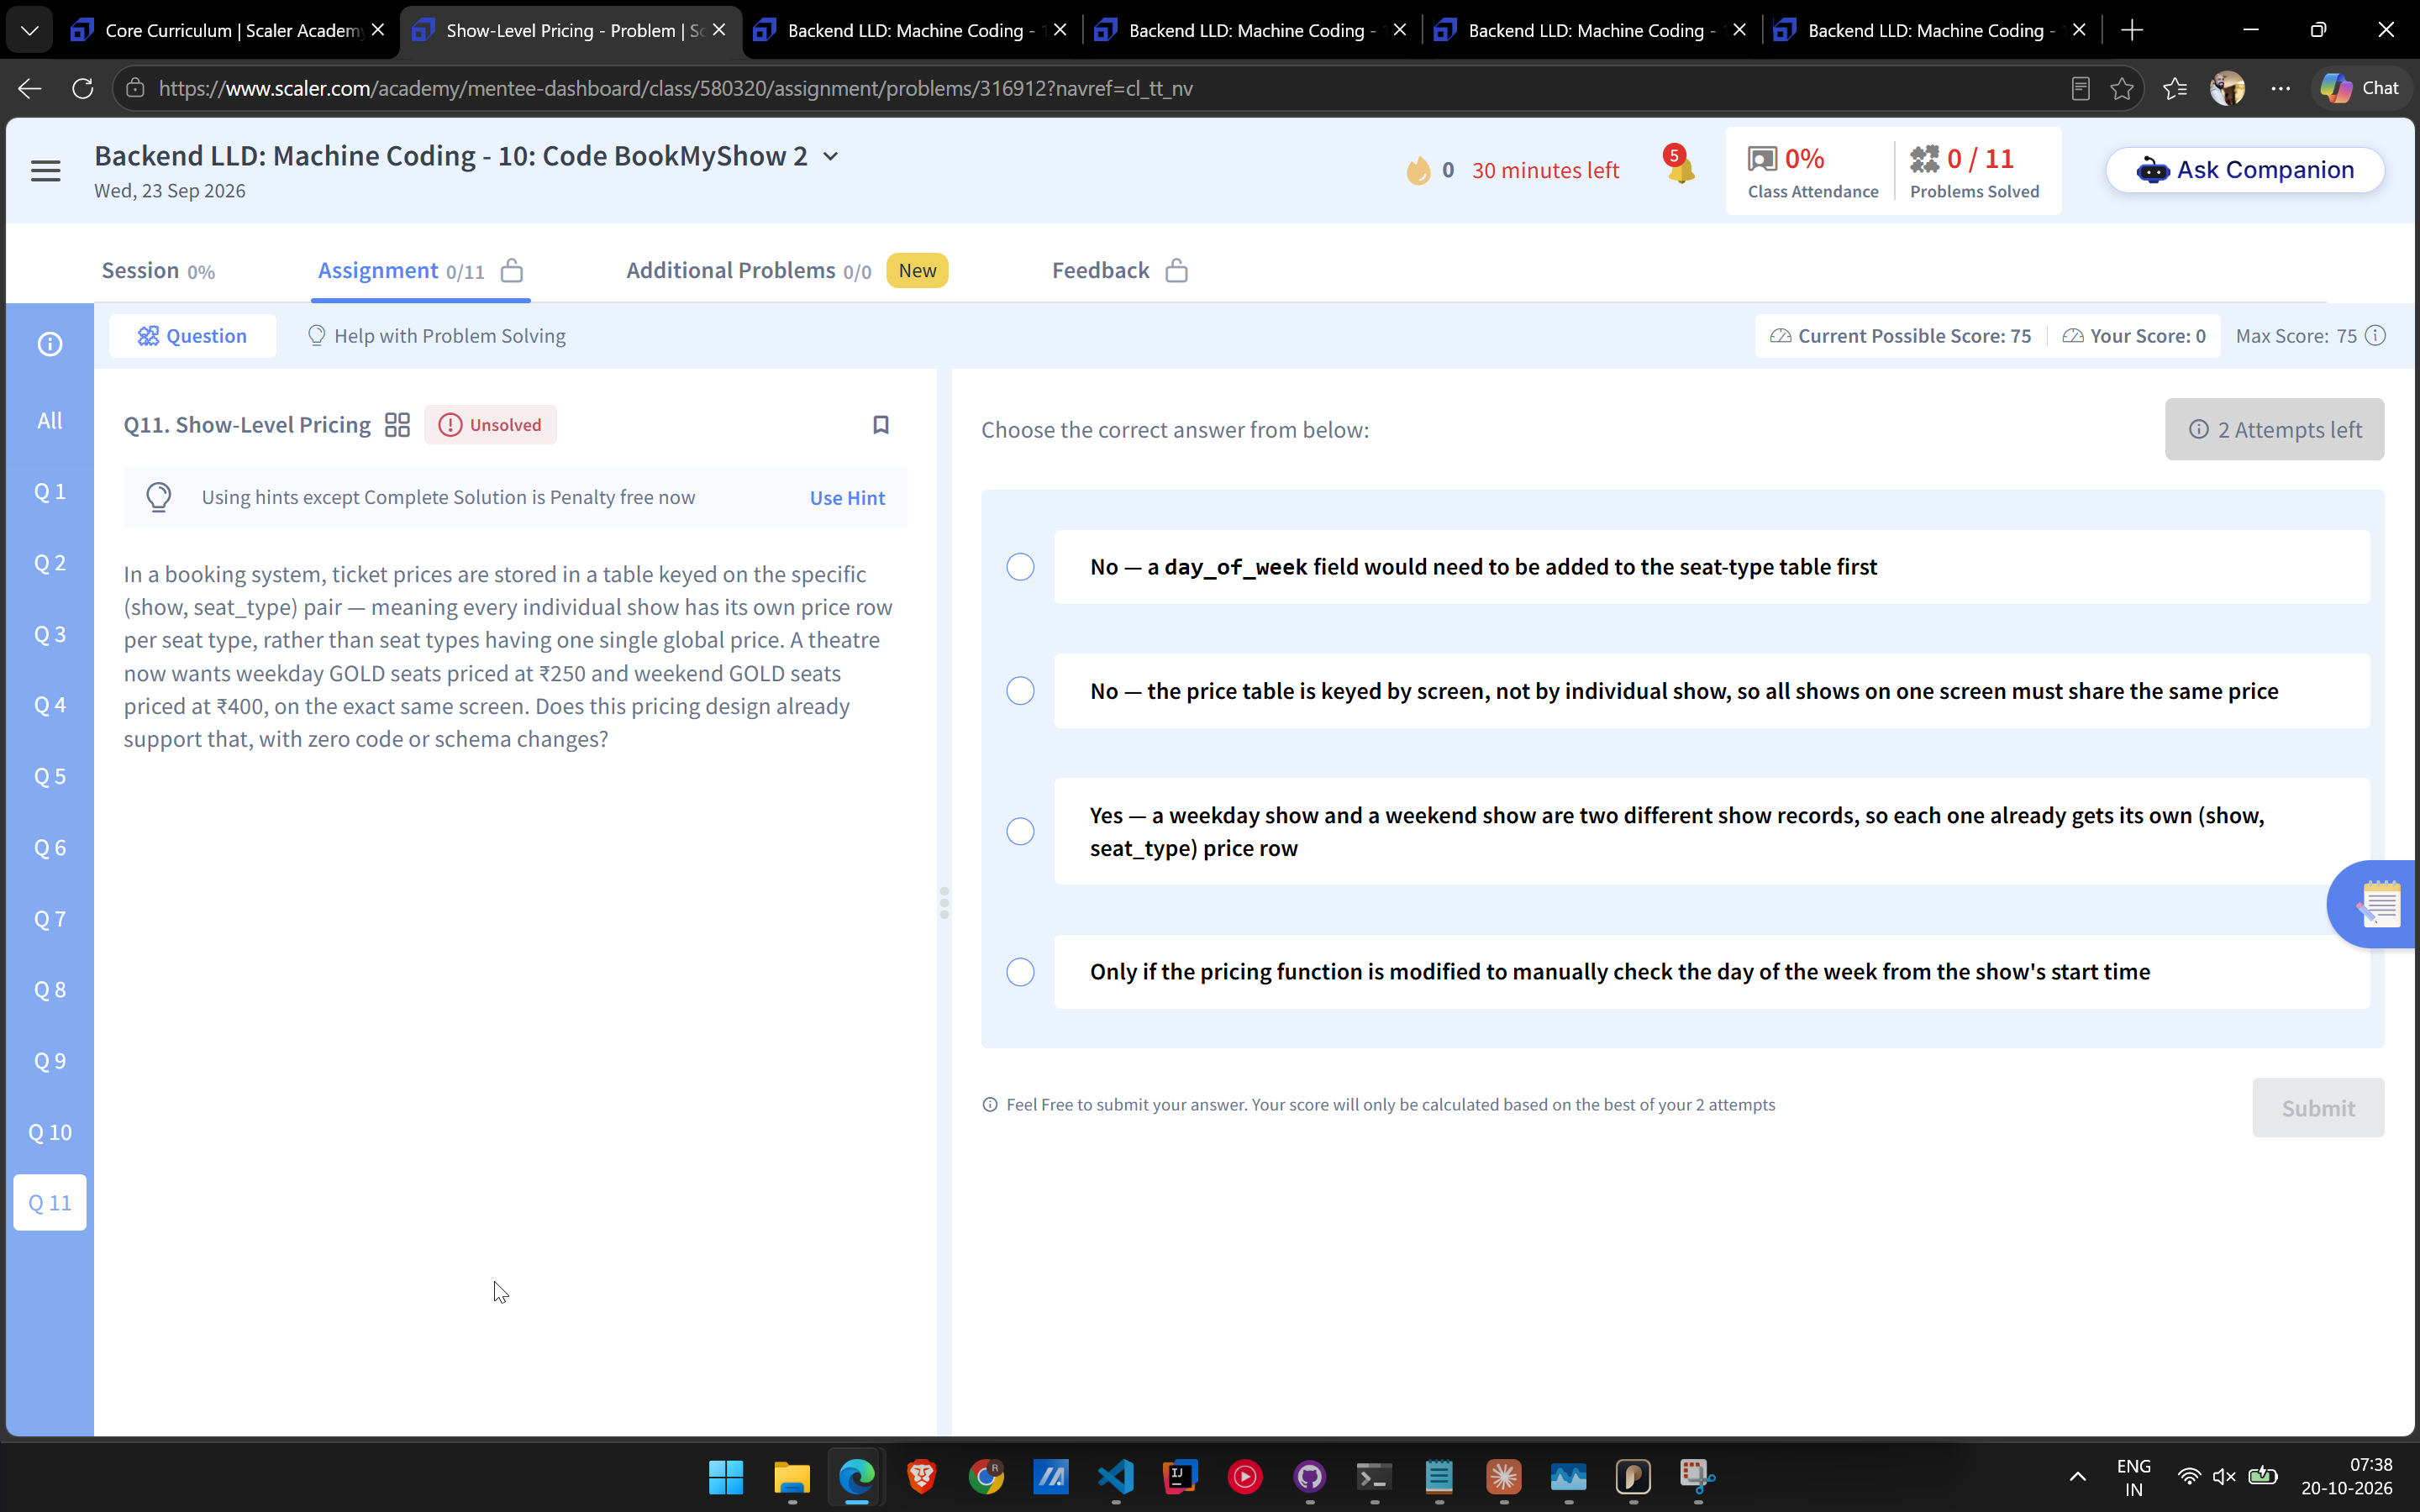 Core Curriculum | Scaler Academy
Show-Level Pricing - Problem | Sc
Backend LLD: Machine Coding - 1
Backend LLD: Machine Coding -
Backend LLD: Machine Coding -
Backend LLD: Machine Coding -
https://www.scaler.com/academy/mentee-dashboard/class/580320/assignment/problems/316912?navref=cl_tt_nv
Chat
Backend LLD: Machine Coding - 10: Code BookMyShow 2
Wed, 23 Sep 2026
0
30 minutes left
5
0%
Class Attendance
0 / 11
Problems Solved
Ask Companion
Session 0%
Assignment 0/11
Additional Problems 0/0 New
Feedback
Question
Help with Problem Solving
Current Possible Score: 75
Your Score: 0
Max Score: 75
All
Q 1
Q 2
Q 3
Q 4
Q 5
Q 6
Q 7
Q 8
Q 9
Q 10
Q 11
Q11. Show-Level Pricing
Unsolved
Using hints except Complete Solution is Penalty free now
Use Hint
In a booking system, ticket prices are stored in a table keyed on the specific
(show, seat_type) pair — meaning every individual show has its own price row
per seat type, rather than seat types having one single global price. A theatre
now wants weekday GOLD seats priced at ₹250 and weekend GOLD seats
priced at ₹400, on the exact same screen. Does this pricing design already
support that, with zero code or schema changes?
Choose the correct answer from below:
2 Attempts left
No — a day_of_week field would need to be added to the seat-type table first
No — the price table is keyed by screen, not by individual show, so all shows on one screen must share the same price
Yes — a weekday show and a weekend show are two different show records, so each one already gets its own (show,
seat_type) price row
Only if the pricing function is modified to manually check the day of the week from the show's start time
Feel Free to submit your answer. Your score will only be calculated based on the best of your 2 attempts
Submit
ENG
IN
07:38
20-10-2026